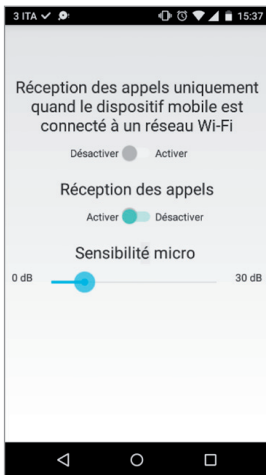 3 ITA 15:37
Réception des appels uniquement
quand le dispositif mobile est
connecté à un réseau Wi-Fi
Désactiver Activer
Réception des appels
Activer Désactiver
Sensibilité micro
0 dB 30 dB